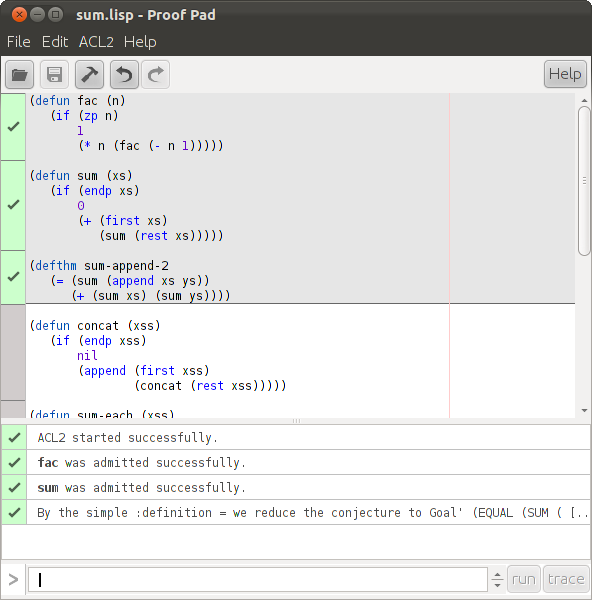 sum.lisp - Proof Pad
File Edit ACL2 Help
Help
(defun fac (n)
(if (zp n)
1
(* n (fac (- n 1)))))
(defun sum (xs)
(if (endp xs)
0
(+ (first xs)
(sum (rest xs)))))
(defthm sum-append-2
(= (sum (append xs ys))
(+ (sum xs) (sum ys))))
(defun concat (xss)
(if (endp xss)
nil
(append (first xss)
(concat (rest xss)))))
(defun sum-each (xss)
ACL2 started successfully.
fac was admitted successfully.
sum was admitted successfully.
By the simple :definition = we reduce the conjecture to Goal' (EQUAL (SUM ( [..
> run trace